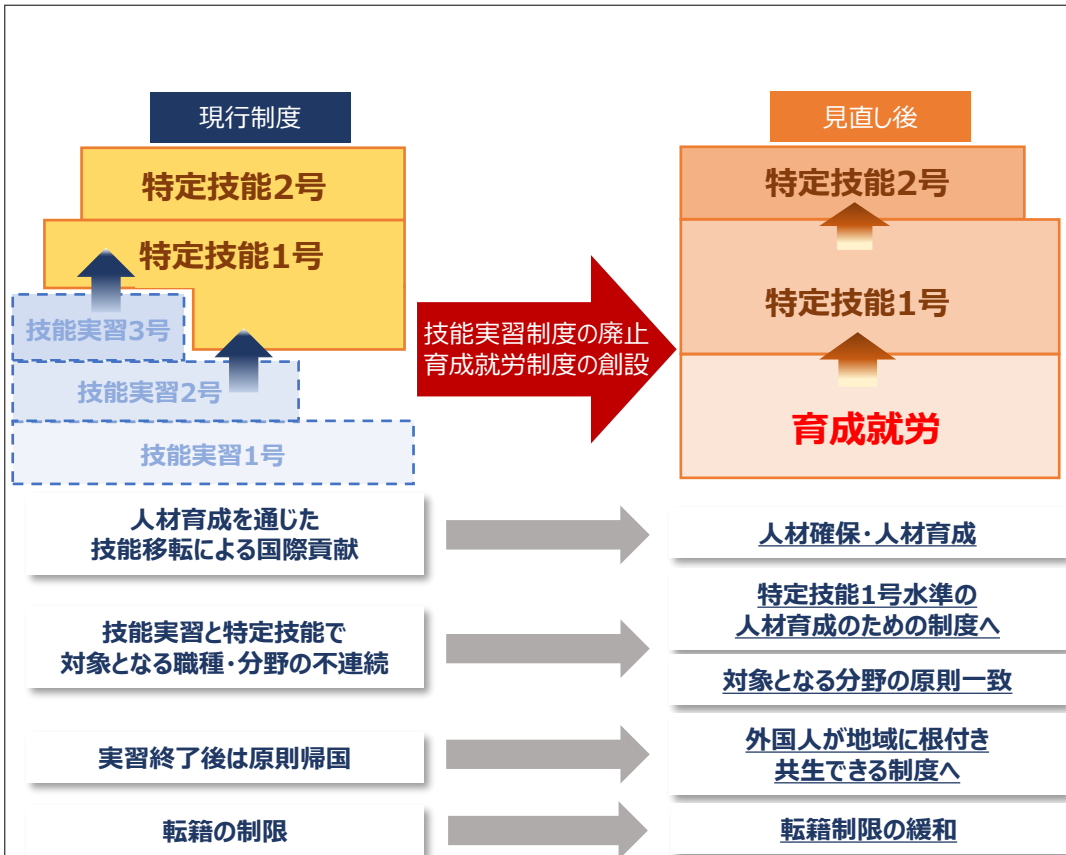 現行制度
見直し後
特定技能2号
特定技能1号
技能実習3号
技能実習2号
技能実習1号
技能実習制度の廃止
育成就労制度の創設
特定技能2号
特定技能1号
育成就労
人材育成を通じた
技能移転による国際貢献
人材確保・人材育成
技能実習と特定技能で
対象となる職種・分野の不連続
特定技能1号水準の
人材育成のための制度へ
対象となる分野の原則一致
実習終了後は原則帰国
外国人が地域に根付き
共生できる制度へ
転籍の制限
転籍制限の緩和